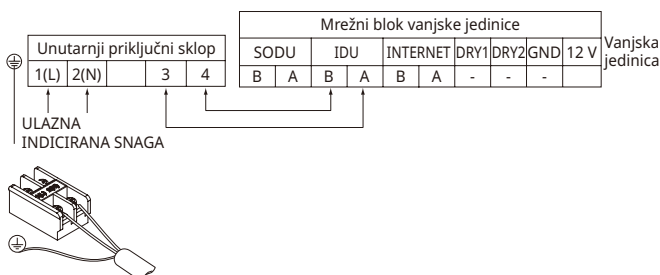 Mrežni blok vanjske jedinice
Unutarnji priključni sklop
SODU IDU INTERNET DRY1 DRY2 GND 12 V
Vanjska
jedinica
1(L) 2(N) 3 4
B A B A B A - - -
ULAZNA
INDICIRANA SNAGA